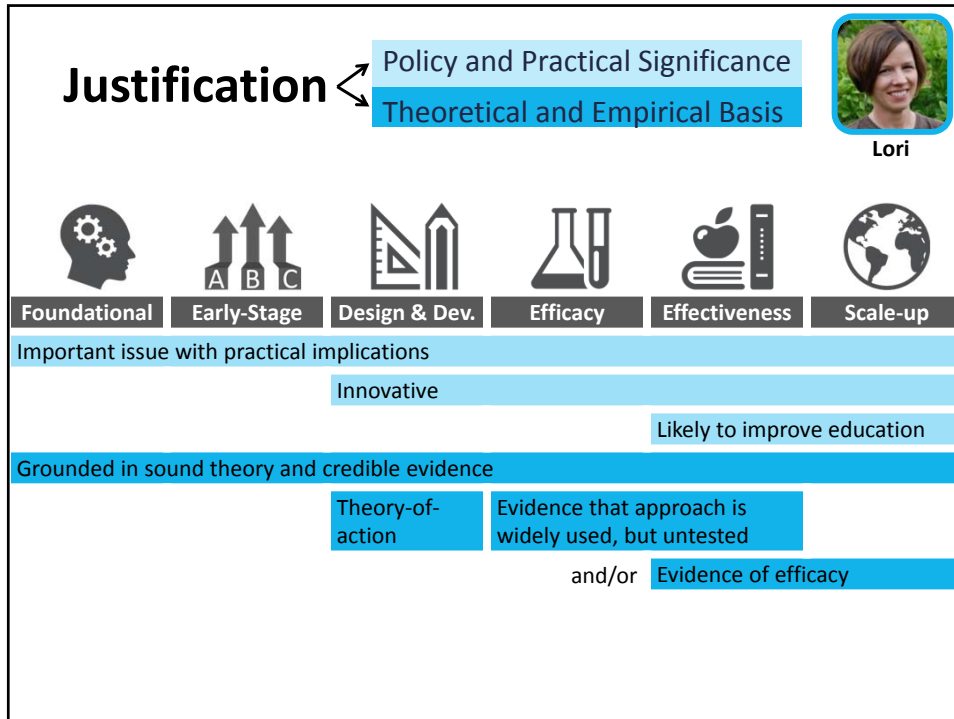 Justification
Policy and Practical Significance
Theoretical and Empirical Basis
Lori
A B C
Foundational
Early-Stage
Design & Dev.
Efficacy
Effectiveness
Scale-up
Important issue with practical implications
Innovative
Likely to improve education
Grounded in sound theory and credible evidence
Theory-of-
action
Evidence that approach is
widely used, but untested
and/or
Evidence of efficacy